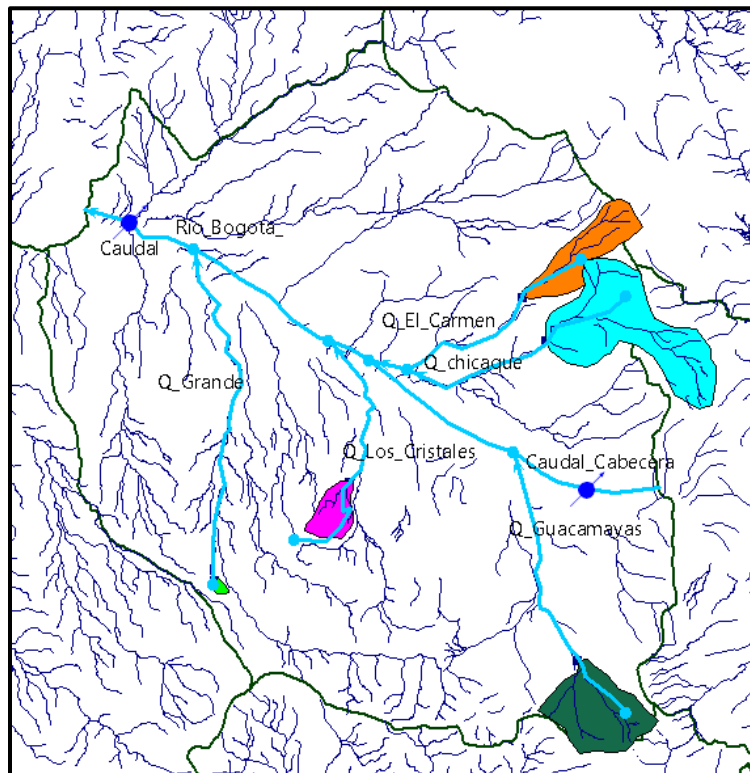 Rio_Bogota_
Caudal
Q_El_Carmen
Q_chicaque
Q_Grande
Q_Los_Cristales
Caudal_Cabecera
Q_Guacamayas